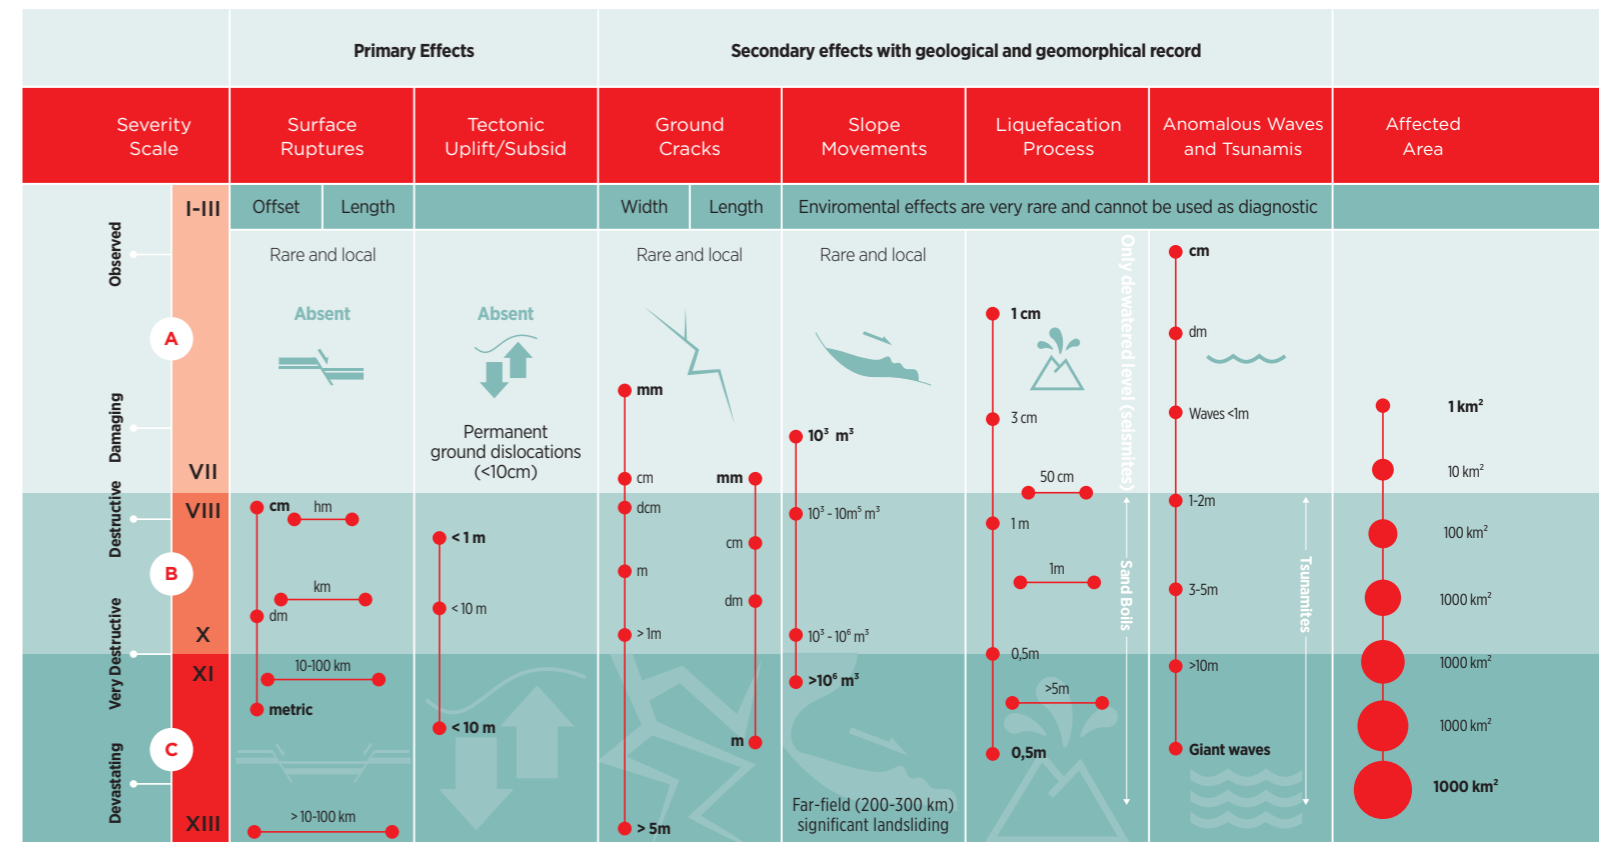 Primary Effects
Secondary effects with geological and geomorphical record
Severity
Scale
Surface
Ruptures
Tectonic
Uplift/Subsid
Ground
Cracks
Slope
Movements
Liquefacation
Process
Anomalous Waves
and Tsunamis
Affected
Area
I-III
Offset
Length
Width
Length
Enviromental effects are very rare and cannot be used as diagnostic
Observed
A
Damaging
VII
Destructive
VIII
B
Very Destructive
X
XI
C
Devastating
XIII
Rare and local
Absent
cm
hm
km
dm
10-100 km
metric
> 10-100 km
Absent
Permanent
ground dislocations
(<10cm)
< 1 m
< 10 m
< 10 m
Rare and local
mm
cm
dcm
m
> 1m
> 5m
mm
cm
dm
m
Rare and local
10³ m³
10³ - 10m⁵ m³
10³ - 10⁶ m³
>10⁶ m³
Far-field (200-300 km)
significant landsliding
1 cm
3 cm
50 cm
1 m
1m
0,5m
>5m
0,5m
Only dewatered level (seismites)
Sand Boils
cm
dm
Waves <1m
1-2m
3-5m
>10m
Giant waves
Tsunamites
1 km²
10 km²
100 km²
1000 km²
1000 km²
1000 km²
1000 km²